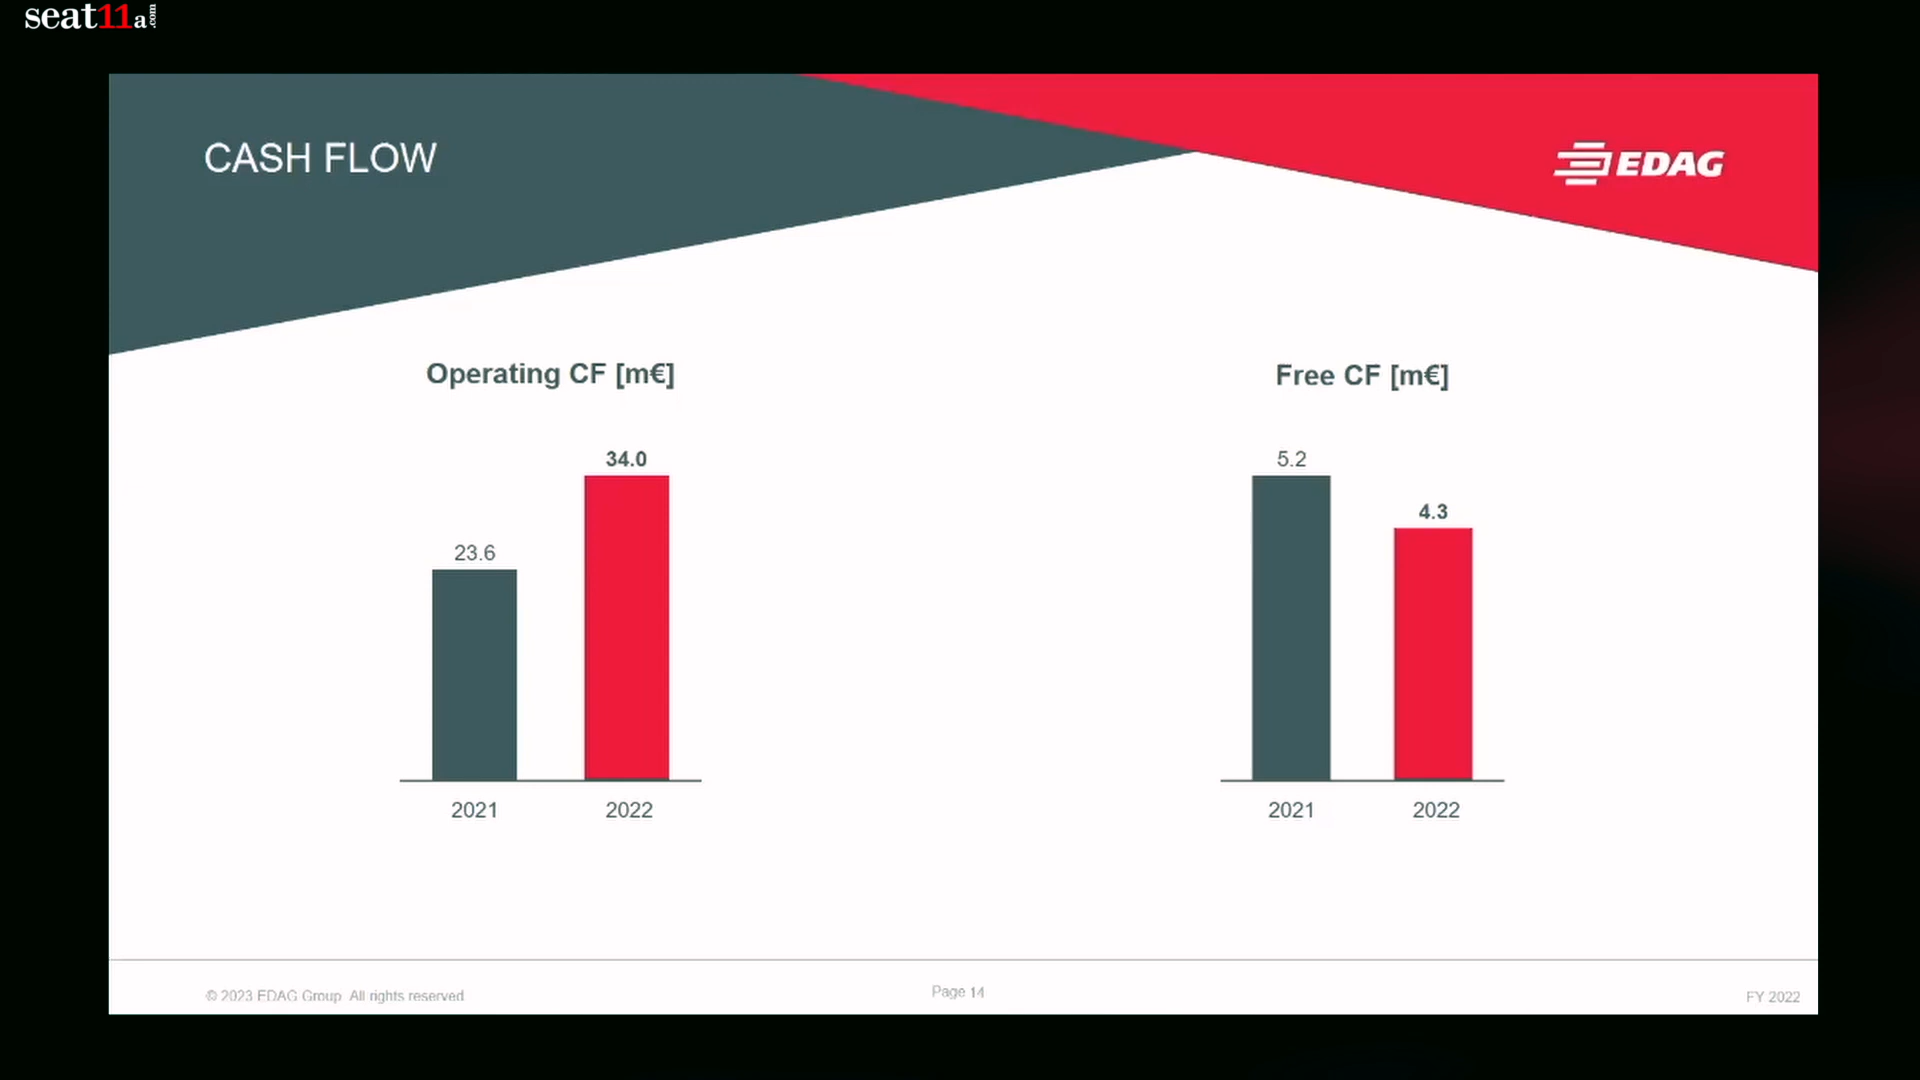 seat11a.com
CASH FLOW
EDAG
Operating CF [m€]
34.0
23.6
2021 2022
Free CF [m€]
5.2
4.3
2021 2022
© 2023 EDAG Group All rights reserved
Page 14
FY 2022